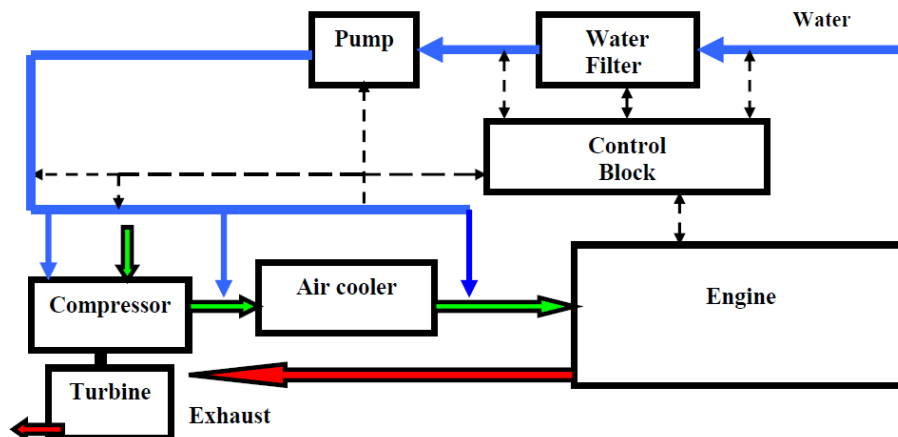 Water
Pump
Water
Filter
Control
Block
Compressor
Air cooler
Engine
Turbine
Exhaust